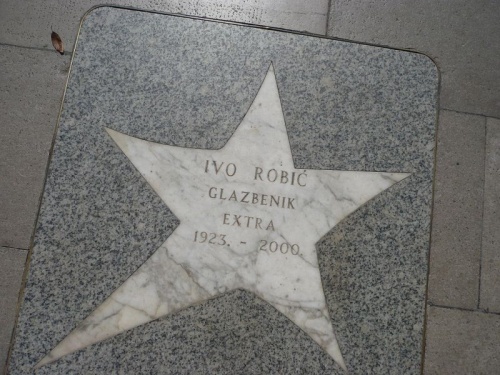 IVO ROBIĆ
GLAZBENIK
EXTRA
1923. - 2000.